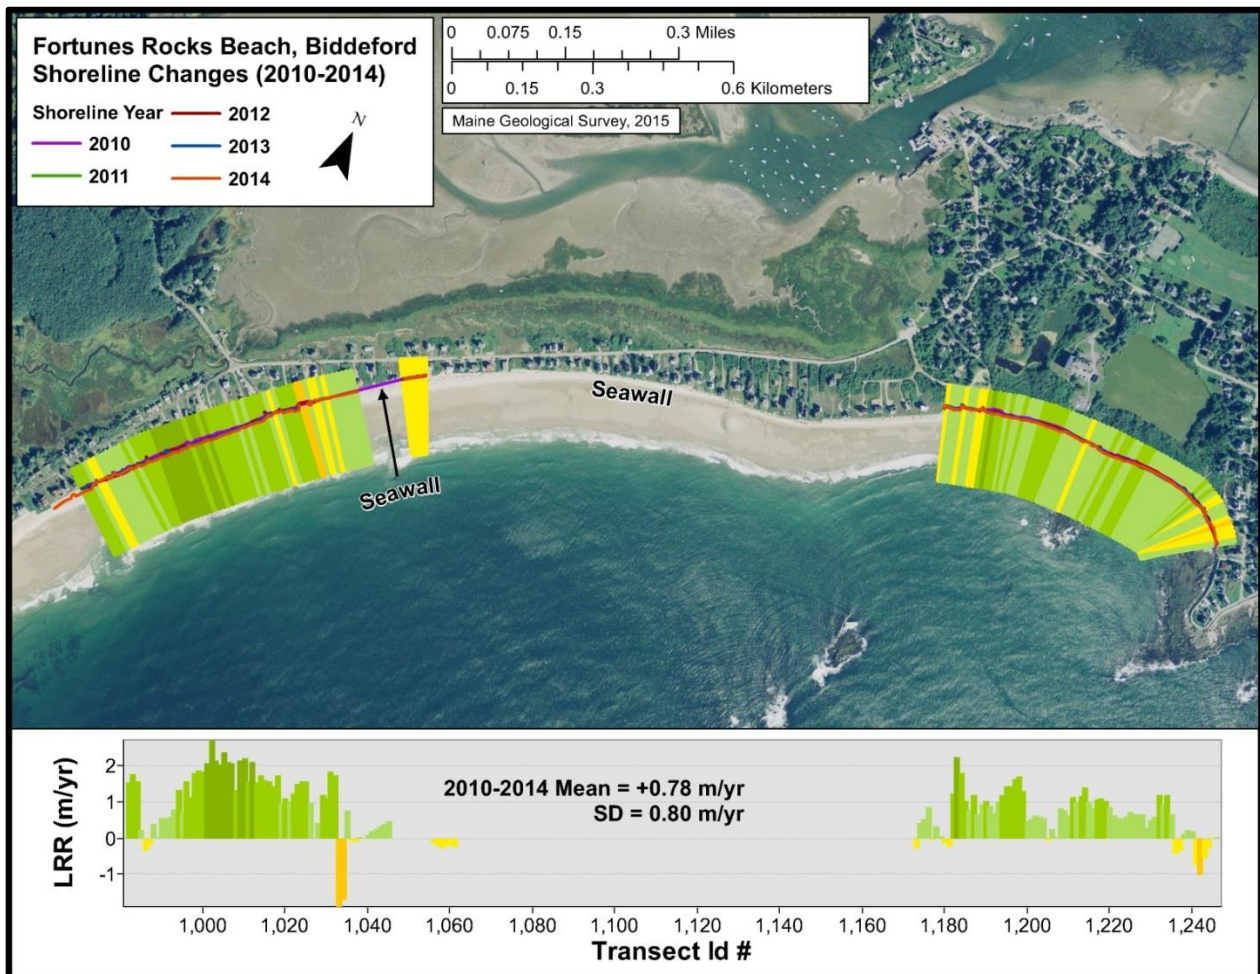 Fortunes Rocks Beach, Biddeford
Shoreline Changes (2010-2014)
Shoreline Year
2010
2011
2012
2013
2014
N
0 0.075 0.15 0.3 Miles
0 0.15 0.3 0.6 Kilometers
Maine Geological Survey, 2015
Seawall
Seawall
LRR (m/yr)
2
1
0
-1
2010-2014 Mean = +0.78 m/yr
SD = 0.80 m/yr
1,000 1,020 1,040 1,060 1,080 1,100 1,120 1,140 1,160 1,180 1,200 1,220 1,240
Transect Id #